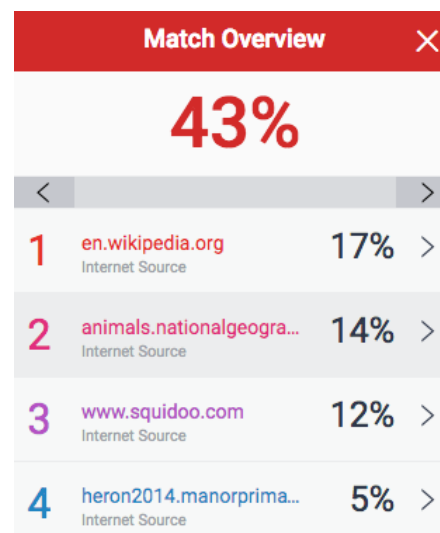 Match Overview
43%
1 en.wikipedia.org 17%
Internet Source
2 animals.nationalgeogra... 14%
Internet Source
3 www.squidoo.com 12%
Internet Source
4 heron2014.manorprima... 5%
Internet Source